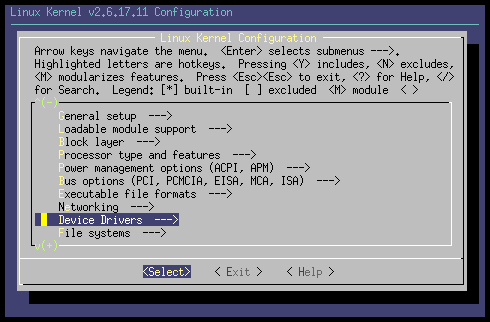 Linux Kernel v2.6.17.11 Configuration
Linux Kernel Configuration
Arrow keys navigate the menu.  <Enter> selects submenus --->.
Highlighted letters are hotkeys.  Pressing <Y> includes, <N> excludes,
<M> modularizes features.  Press <Esc><Esc> to exit, <?> for Help, </>
for Search.  Legend: [*] built-in  [ ] excluded  <M> module  < >
^(-)
General setup  --->
Loadable module support  --->
Block layer  --->
Processor type and features  --->
Power management options (ACPI, APM)  --->
Bus options (PCI, PCMCIA, EISA, MCA, ISA)  --->
Executable file formats  --->
Networking  --->
Device Drivers  --->
File systems  --->
v(+)
<Select>    < Exit >    < Help >